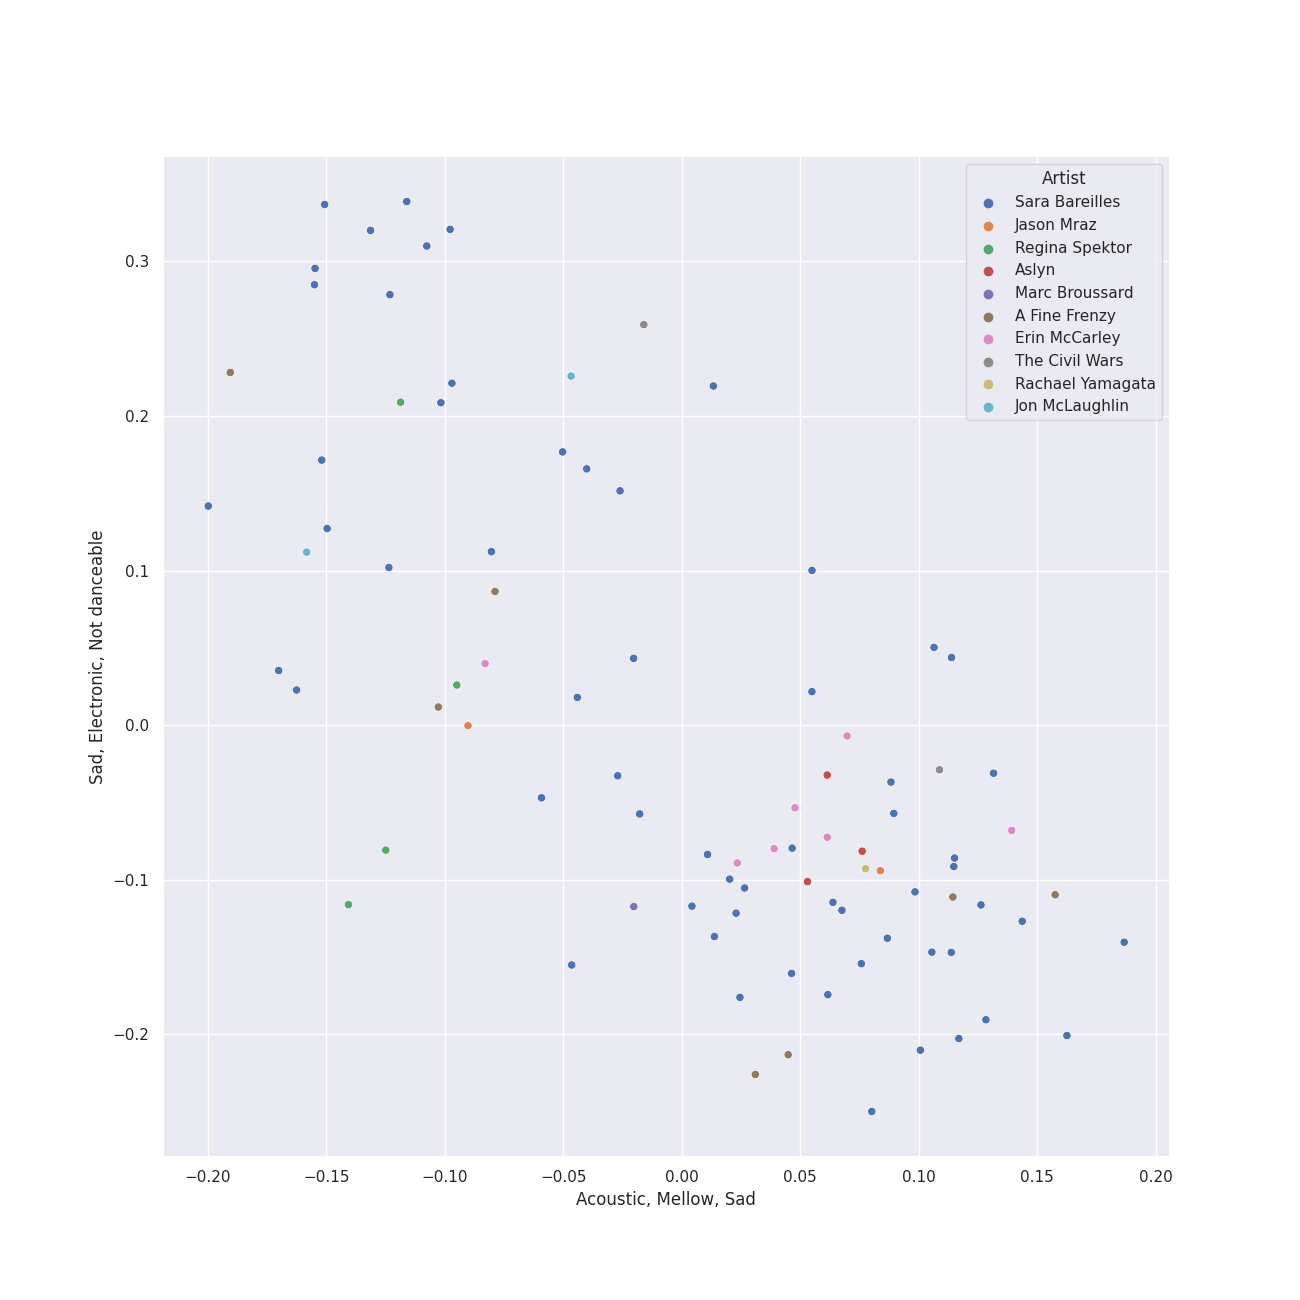 Artist
Sara Bareilles
Jason Mraz
Regina Spektor
Aslyn
Marc Broussard
A Fine Frenzy
Erin McCarley
The Civil Wars
Rachael Yamagata
Jon McLaughlin
0.3
0.2
0.1
0.0
−0.1
−0.2
Sad, Electronic, Not danceable
−0.20 −0.15 −0.10 −0.05 0.00 0.05 0.10 0.15 0.20
Acoustic, Mellow, Sad